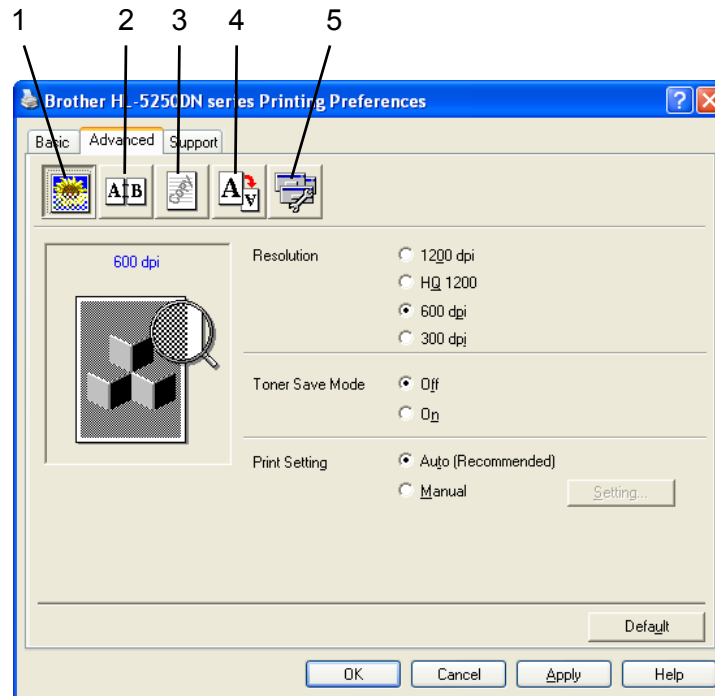 1 2 3 4 5
Brother HL-5250DN series Printing Preferences
Basic Advanced Support
A B Copy A A
600 dpi
Resolution
1200 dpi
HQ 1200
600 dpi
300 dpi
Toner Save Mode
Off
On
Print Setting
Auto (Recommended)
Manual
Setting...
Default
OK Cancel Apply Help